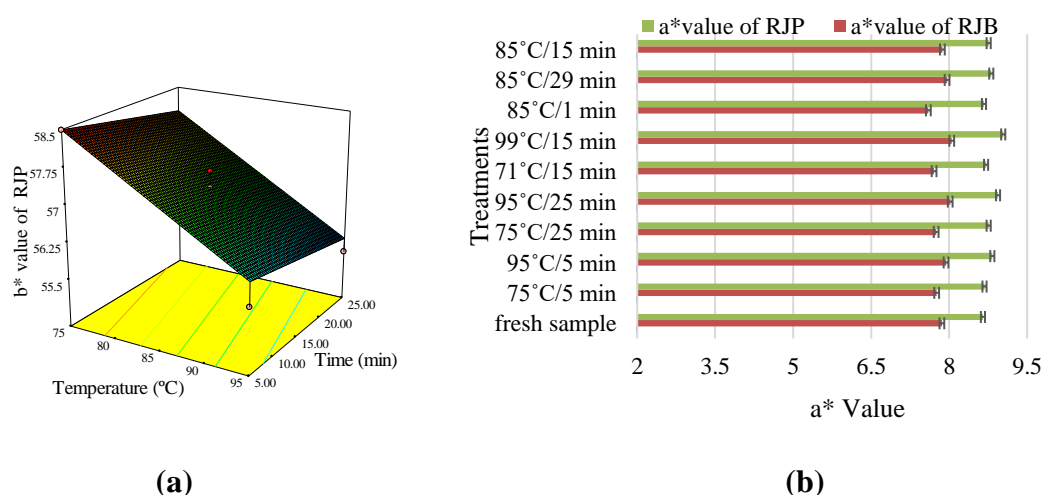 58.5
57.75
57
56.25
55.5
b* value of RJP
75
80
85
90
95
Temperature (ºC)
5.00
10.00
15.00
20.00
25.00
Time (min)
(a)
a*value of RJP a*value of RJB
Treatments
85˚C/15 min
85˚C/29 min
85˚C/1 min
99˚C/15 min
71˚C/15 min
95˚C/25 min
75˚C/25 min
95˚C/5 min
75˚C/5 min
fresh sample
2 3.5 5 6.5 8 9.5
a* Value
(b)